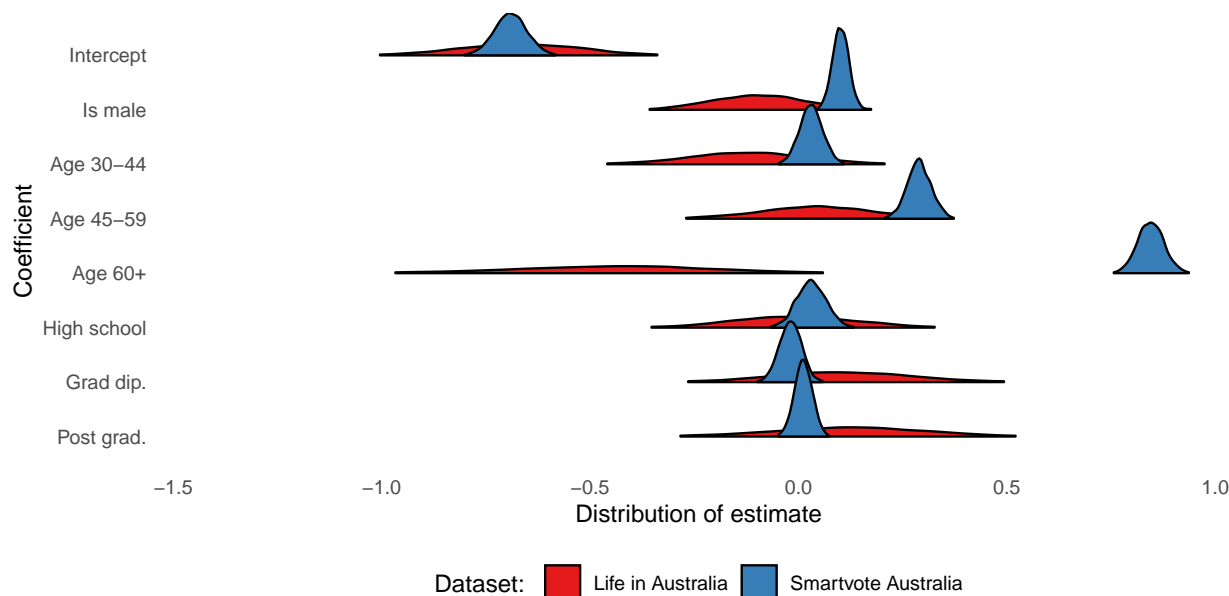 Intercept
Is male
Age 30−44
Age 45−59
Age 60+
High school
Grad dip.
Post grad.
Coefficient
−1.5 −1.0 −0.5 0.0 0.5 1.0
Distribution of estimate
Dataset: Life in Australia Smartvote Australia